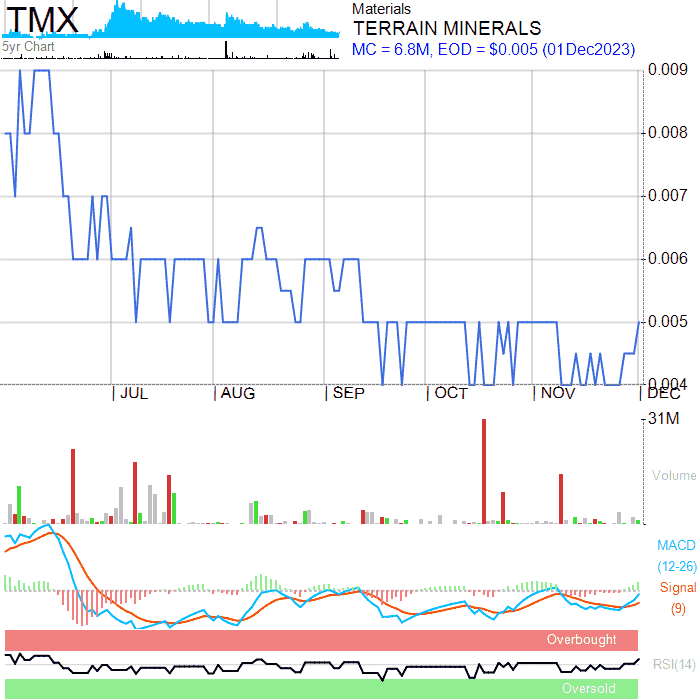 TMX
5yr Chart
Materials
TERRAIN MINERALS
MC = 6.8M, EOD = $0.005 (01Dec2023)
0.009
0.008
0.007
0.006
0.005
0.004
JUL AUG SEP OCT NOV DEC
31M
Volume
MACD
(12-26)
Signal
(9)
Overbought
RSI(14)
Oversold